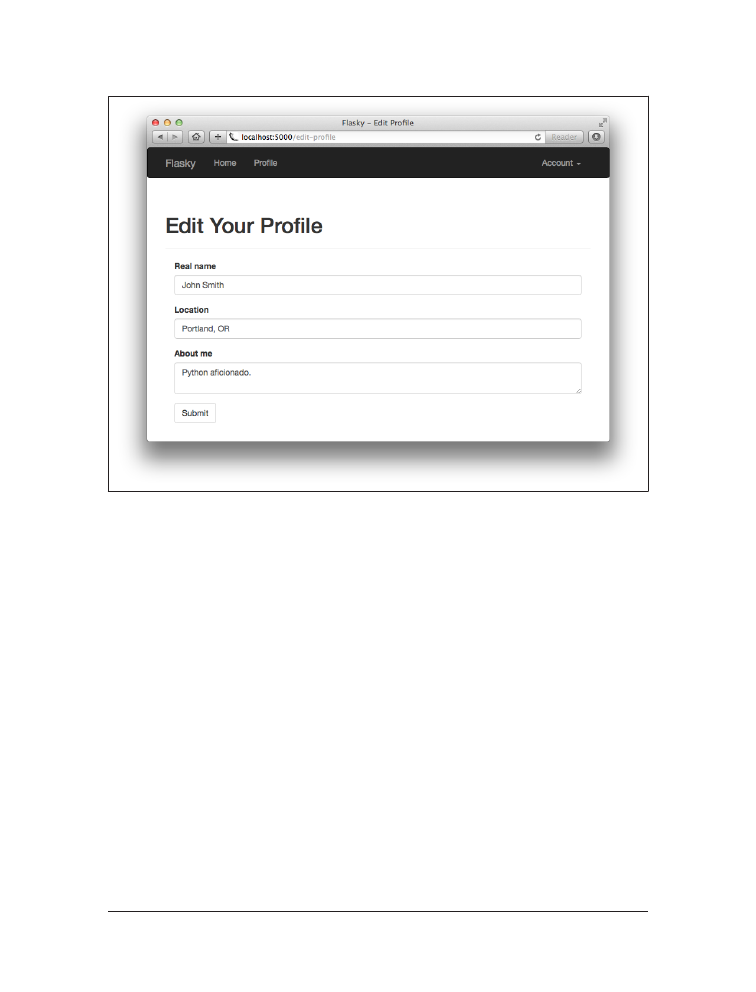 Flasky – Edit Profile
localhost:5000/edit-profile
Reader
Flasky Home Profile Account
Edit Your Profile
Real name
John Smith
Location
Portland, OR
About me
Python aficionado.
Submit